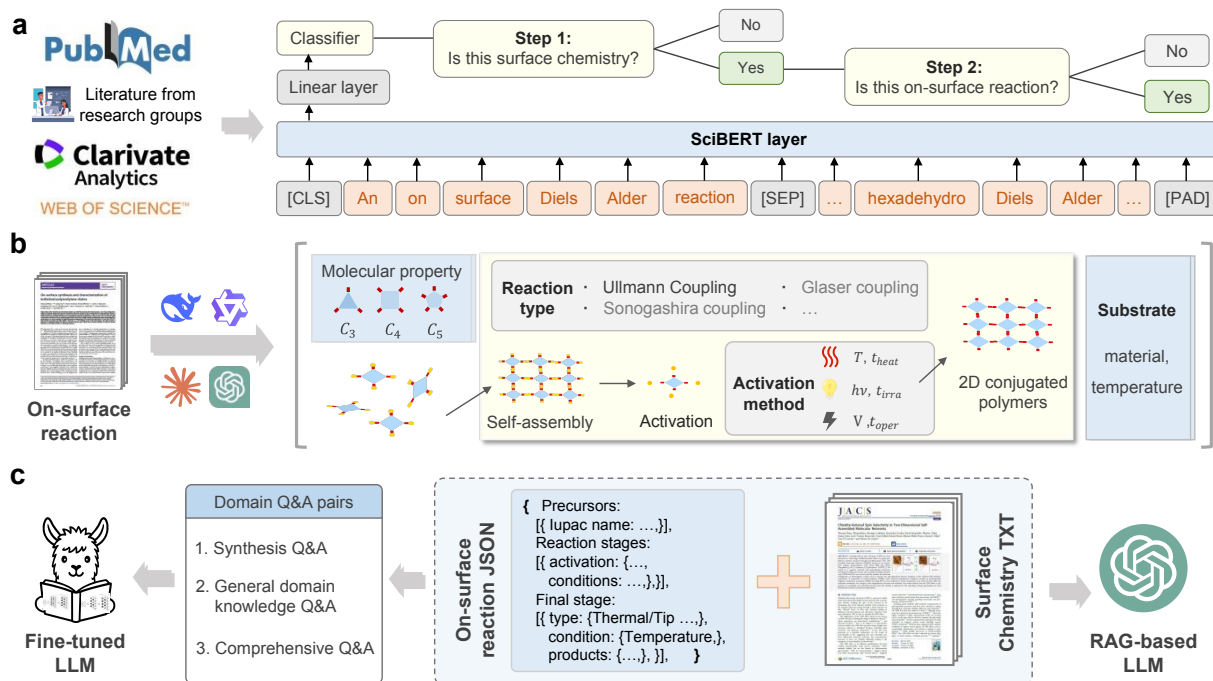 a
PubMed
Literature from
research groups
Clarivate
Analytics
WEB OF SCIENCE™
Classifier
Linear layer
Step 1:
Is this surface chemistry?
No
Yes
Step 2:
Is this on-surface reaction?
No
Yes
SciBERT layer
[CLS] An on surface Diels Alder reaction [SEP] ... hexadehydro Diels Alder ... [PAD]
b
On-surface
reaction
Molecular property
C3 C4 C5
Reaction
type
· Ullmann Coupling · Glaser coupling
· Sonogashira coupling · ...
Self-assembly
Activation
Activation
method
T, theat
hν, tirra
V ,toper
2D conjugated
polymers
Substrate
material,
temperature
c
Fine-tuned
LLM
Domain Q&A pairs
1. Synthesis Q&A
2. General domain
knowledge Q&A
3. Comprehensive Q&A
On-surface
reaction JSON
{ Precursors:
[{ Iupac name: ...,}],
Reaction stages:
[{ activation: {...,
conditions: ...,}.}],
Final stage:
[{ type: {Thermal/Tip ...,},
condition: {Temperature,},
products: {...,}, }], }
JACS
Surface
Chemistry TXT
RAG-based
LLM